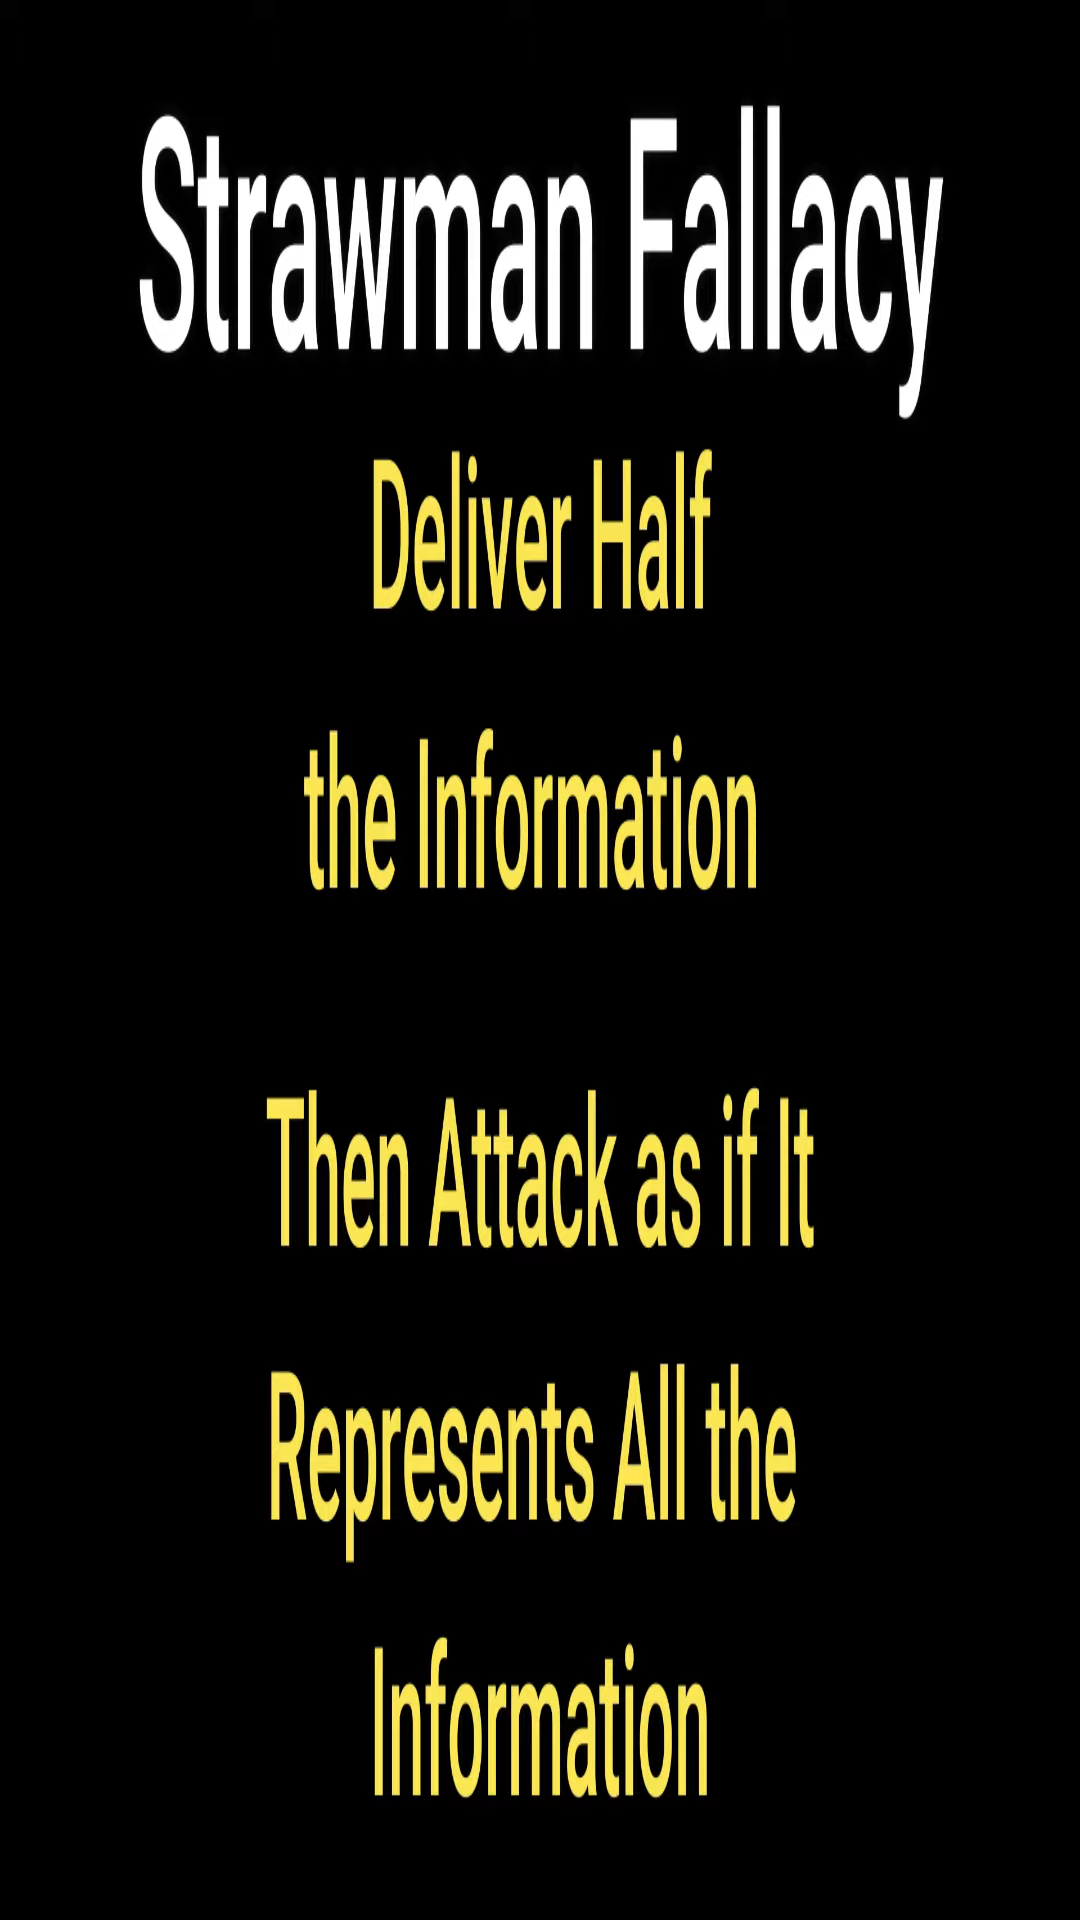 Strawman Fallacy
Deliver Half
the Information
Then Attack as if It
Represents All the
Information